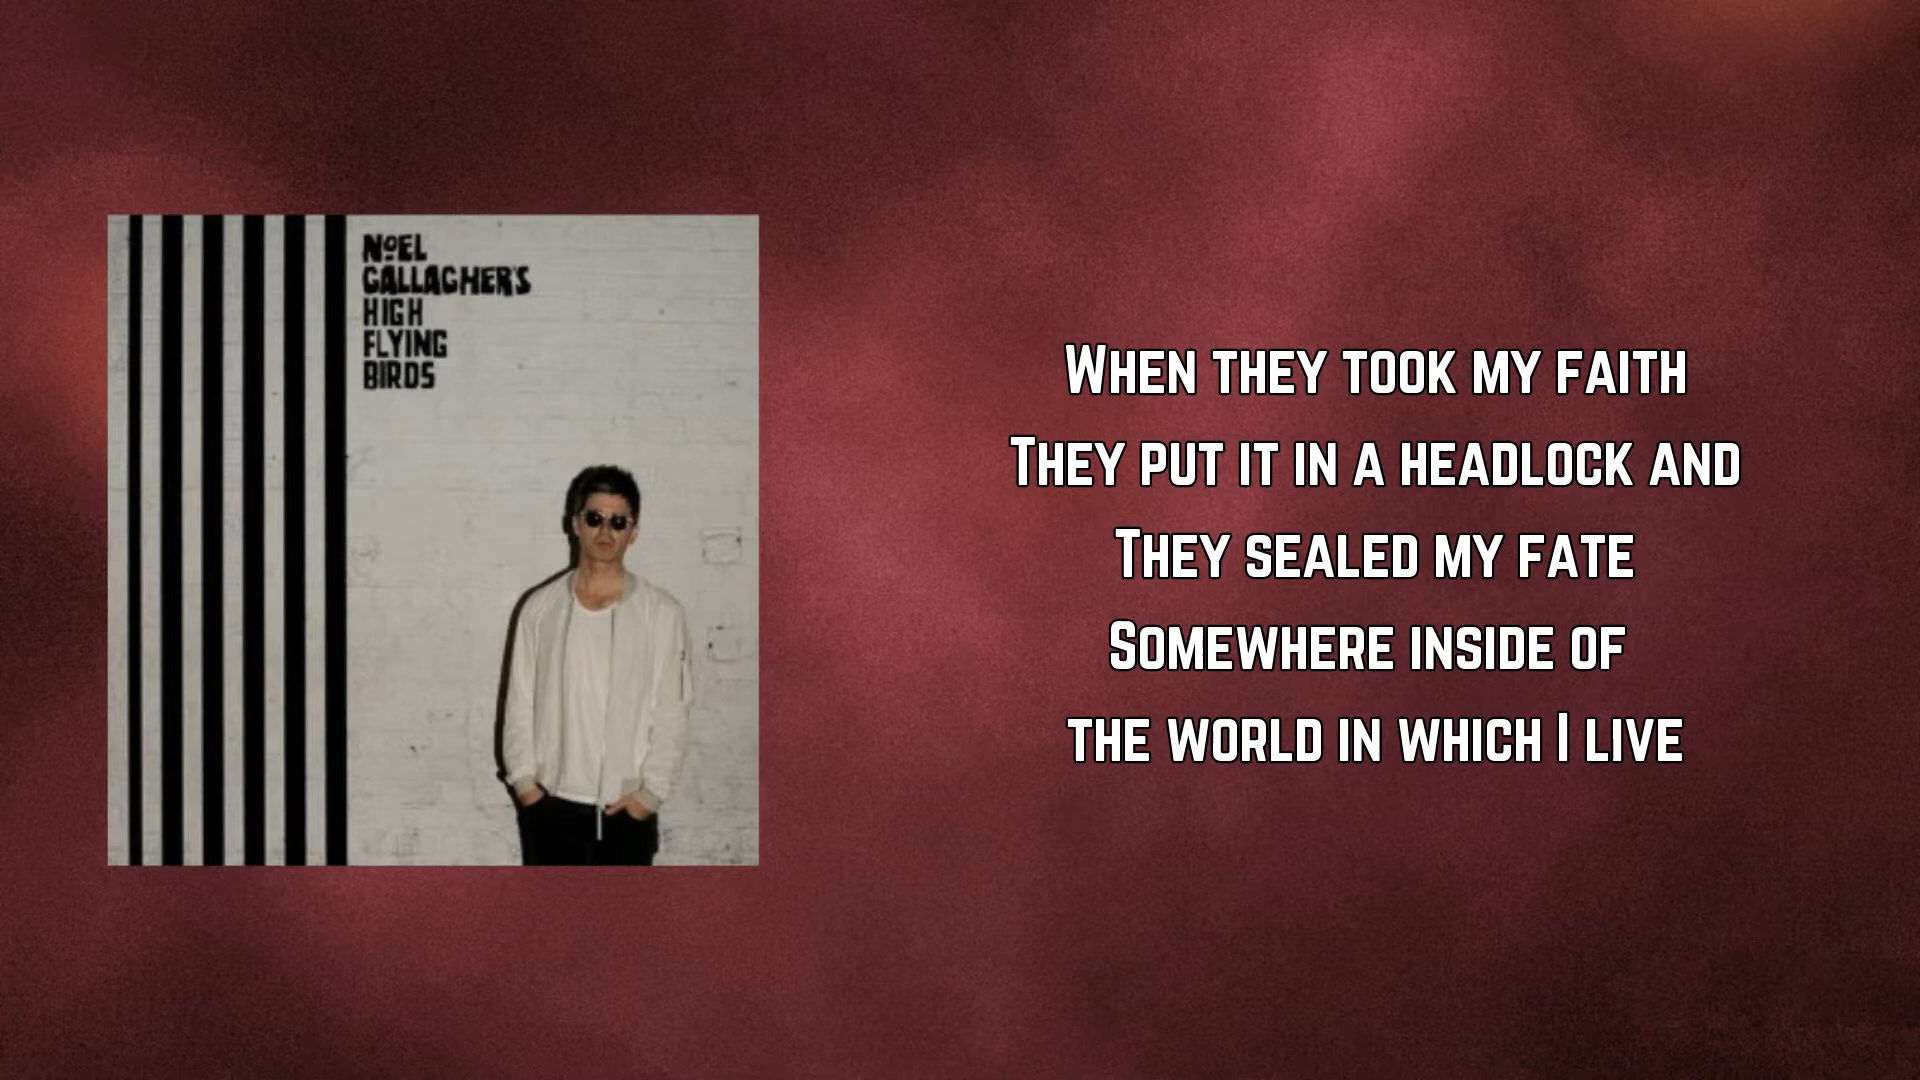 NOEL
GALLAGHER'S
HIGH
FLYING
BIRDS
When they took my faith
They put it in a headlock and
They sealed my fate
Somewhere inside of
the world in which I live